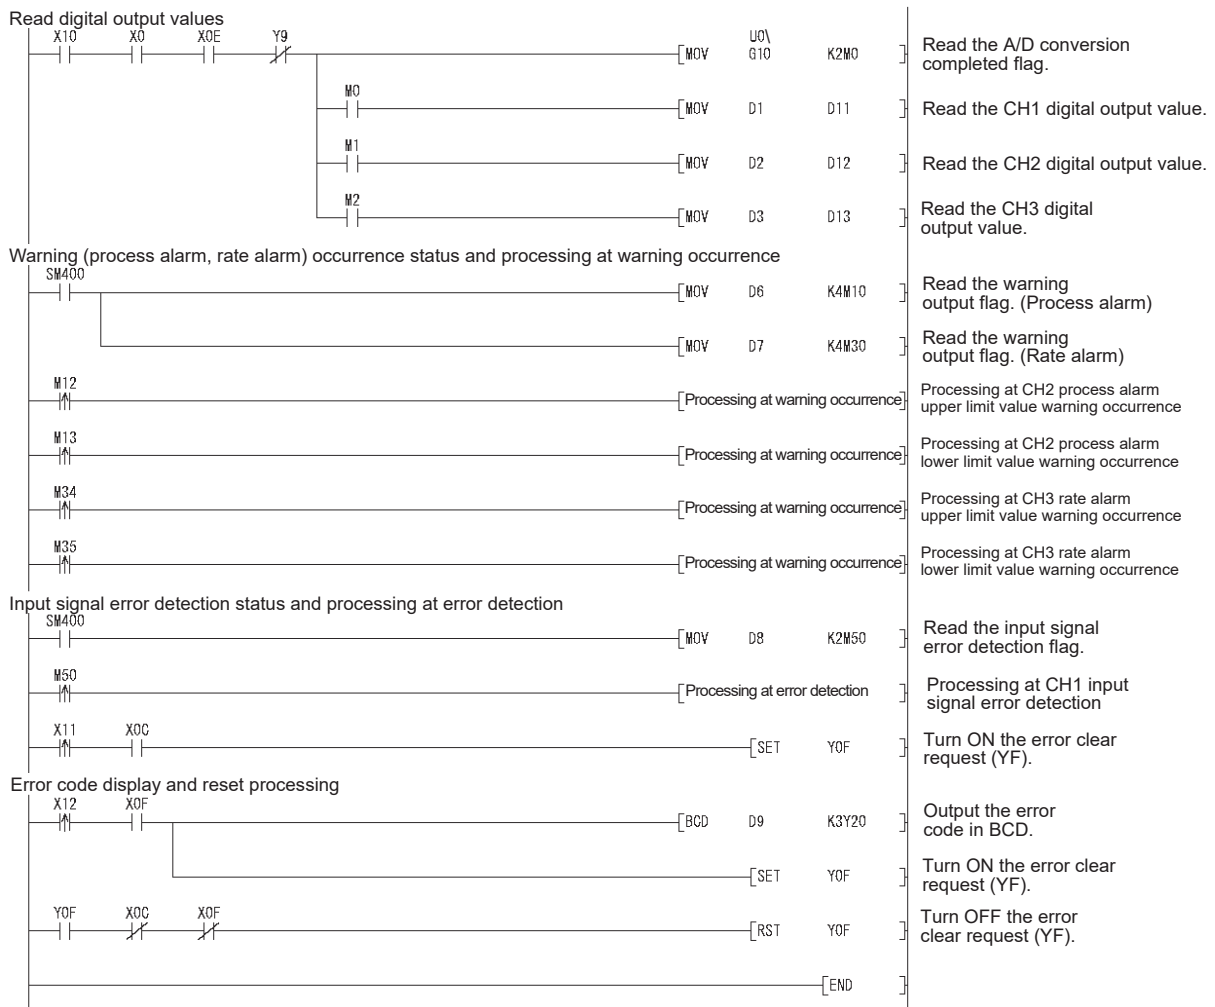 Read digital output values
X10 X0 X0E Y9
MOV U0\ G10 K2M0
Read the A/D conversion
completed flag.
M0
MOV D1 D11
Read the CH1 digital output value.
M1
MOV D2 D12
Read the CH2 digital output value.
M2
MOV D3 D13
Read the CH3 digital
output value.
Warning (process alarm, rate alarm) occurrence status and processing at warning occurrence
SM400
MOV D6 K4M10
Read the warning
output flag. (Process alarm)
MOV D7 K4M30
Read the warning
output flag. (Rate alarm)
M12
Processing at warning occurrence
Processing at CH2 process alarm
upper limit value warning occurrence
M13
Processing at warning occurrence
Processing at CH2 process alarm
lower limit value warning occurrence
M34
Processing at warning occurrence
Processing at CH3 rate alarm
upper limit value warning occurrence
M35
Processing at warning occurrence
Processing at CH3 rate alarm
lower limit value warning occurrence
Input signal error detection status and processing at error detection
SM400
MOV D8 K2M50
Read the input signal
error detection flag.
M50
Processing at error detection
Processing at CH1 input
signal error detection
X11 X0C
SET Y0F
Turn ON the error clear
request (YF).
Error code display and reset processing
X12 X0F
BCD D9 K3Y20
Output the error
code in BCD.
SET Y0F
Turn ON the error clear
request (YF).
Y0F X0C X0F
RST Y0F
Turn OFF the error
clear request (YF).
END